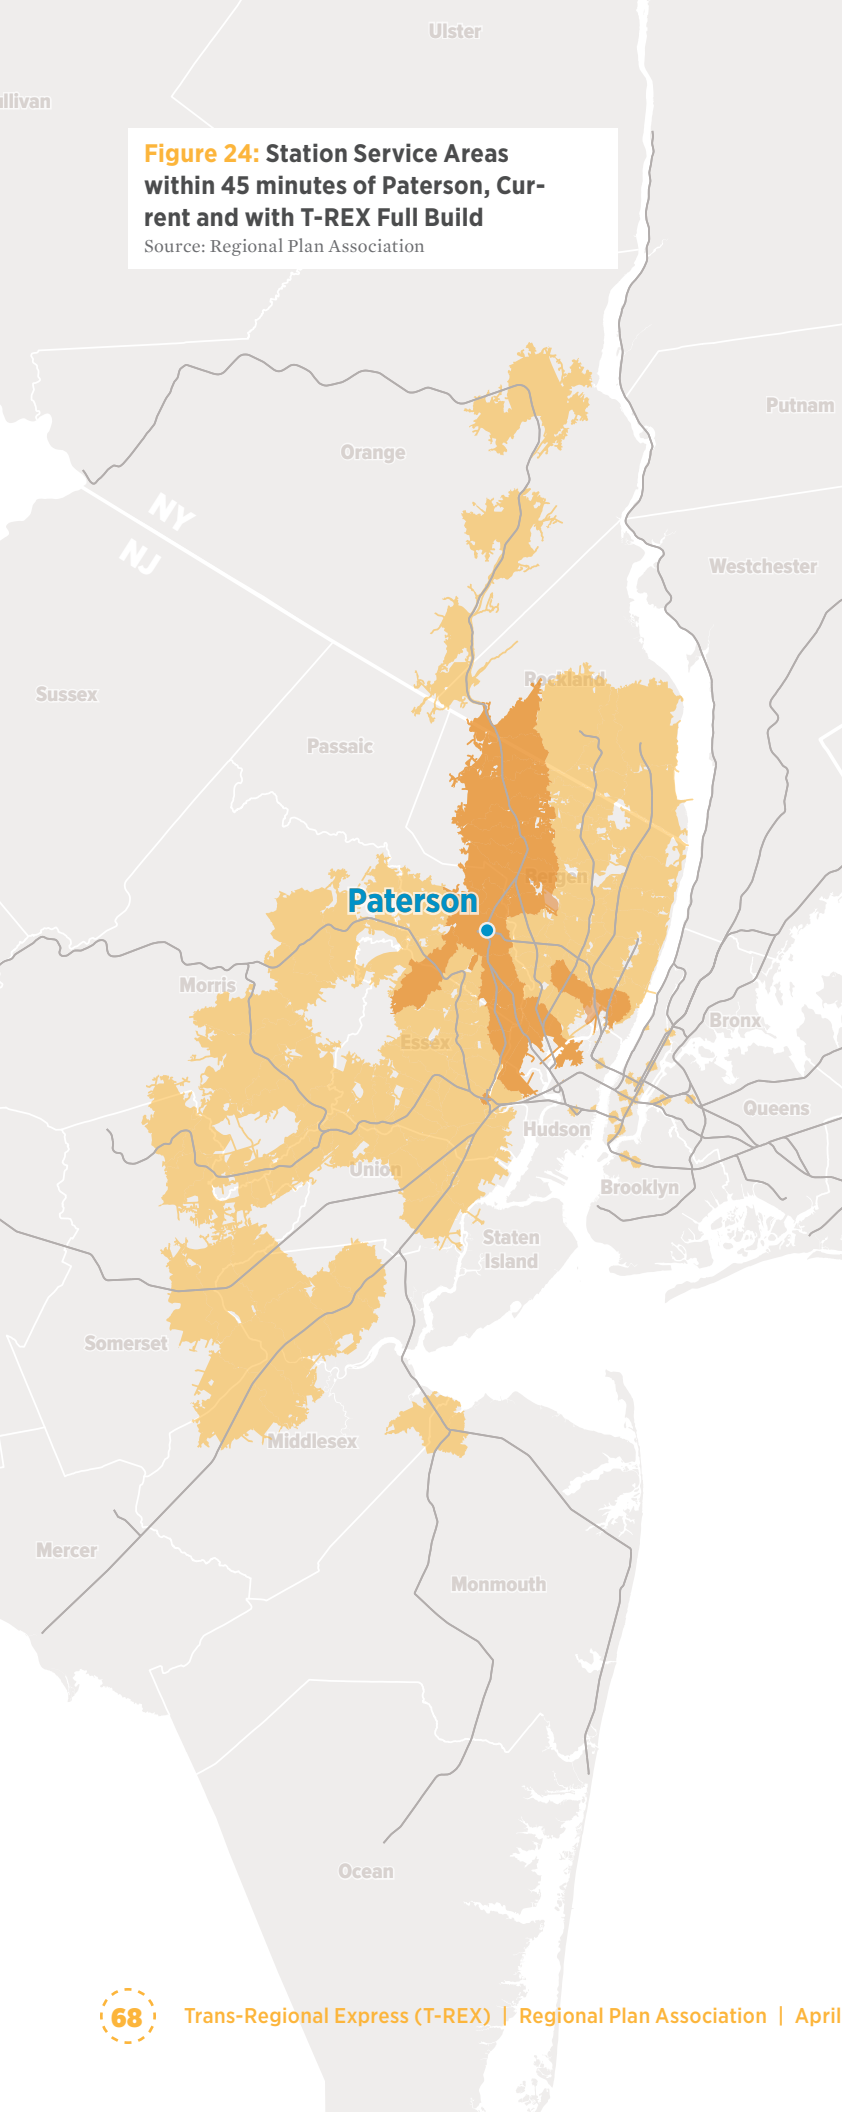 Ulster
llivan
Figure 24: Station Service Areas
within 45 minutes of Paterson, Cur-
rent and with T-REX Full Build
Source: Regional Plan Association
Putnam
Orange
NY
NJ
Westchester
Rockland
Sussex
Passaic
Bergen
Paterson
Morris
Bronx
Essex
Queens
Hudson
Union
Brooklyn
Staten
Island
Somerset
Middlesex
Mercer
Monmouth
Ocean
68 Trans-Regional Express (T-REX) | Regional Plan Association | April